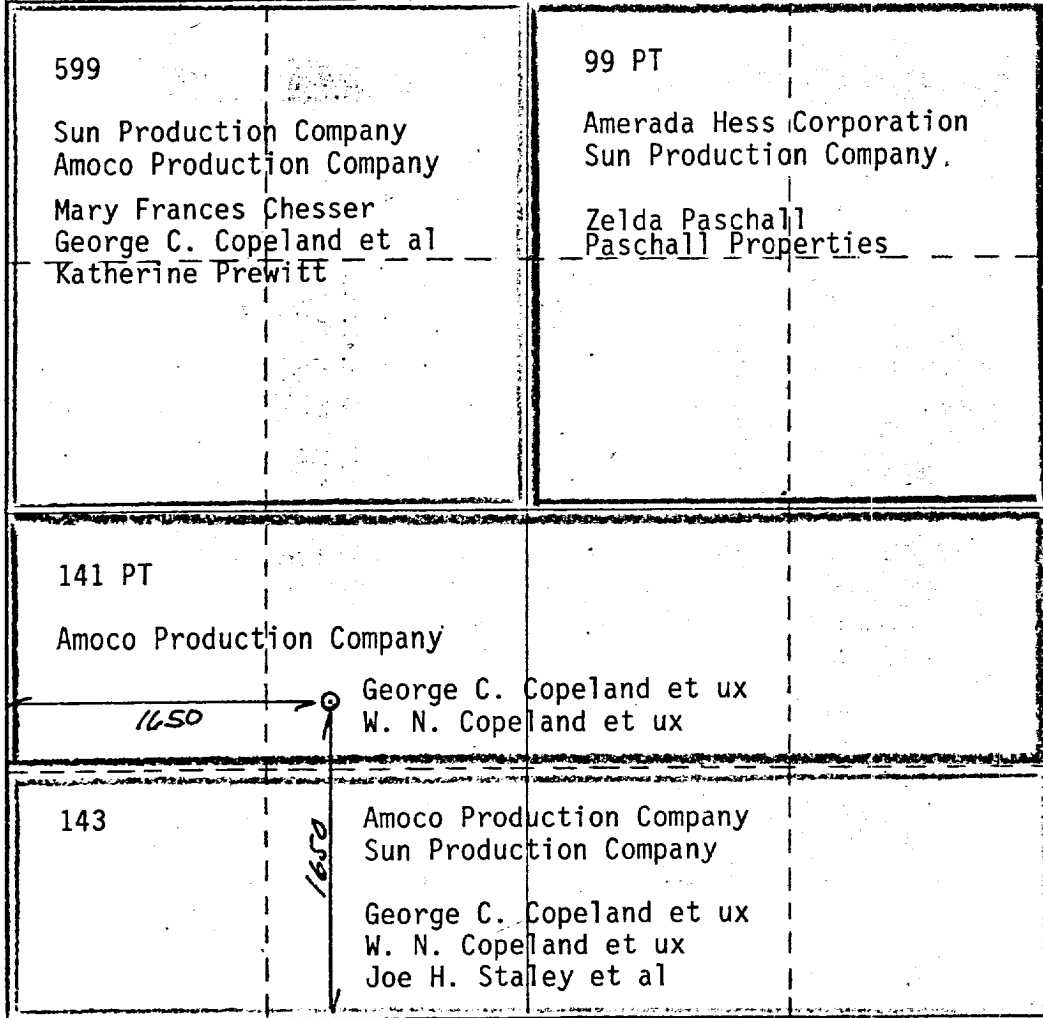 599
Sun Production Company
Amoco Production Company
Mary Frances Chesser
George C. Copeland et al
Katherine Prewitt
99 PT
Amerada Hess Corporation
Sun Production Company
Zelda Paschall
Paschall Properties
141 PT
Amoco Production Company
George C. Copeland et ux
W. N. Copeland et ux
1650
143
1650
Amoco Production Company
Sun Production Company
George C. Copeland et ux
W. N. Copeland et ux
Joe H. Staley et al